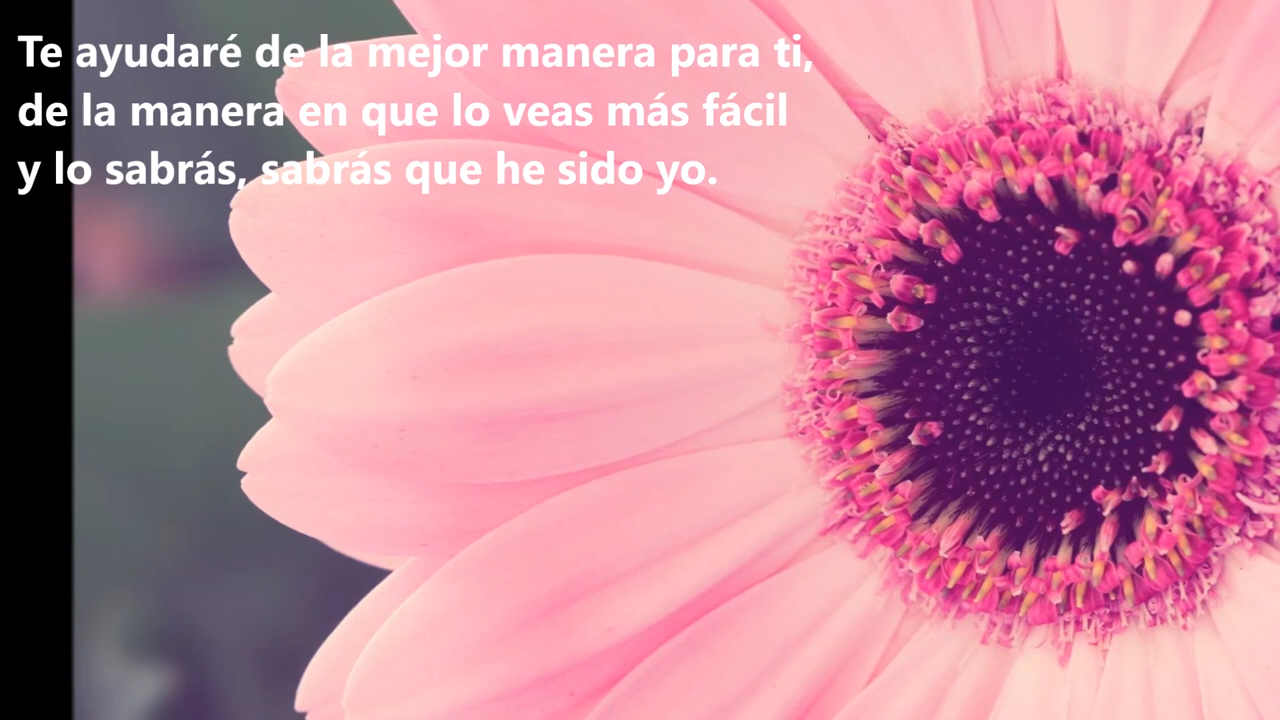 Te ayudaré de la mejor manera para ti,
de la manera en que lo veas más fácil
y lo sabrás, sabrás que he sido yo.